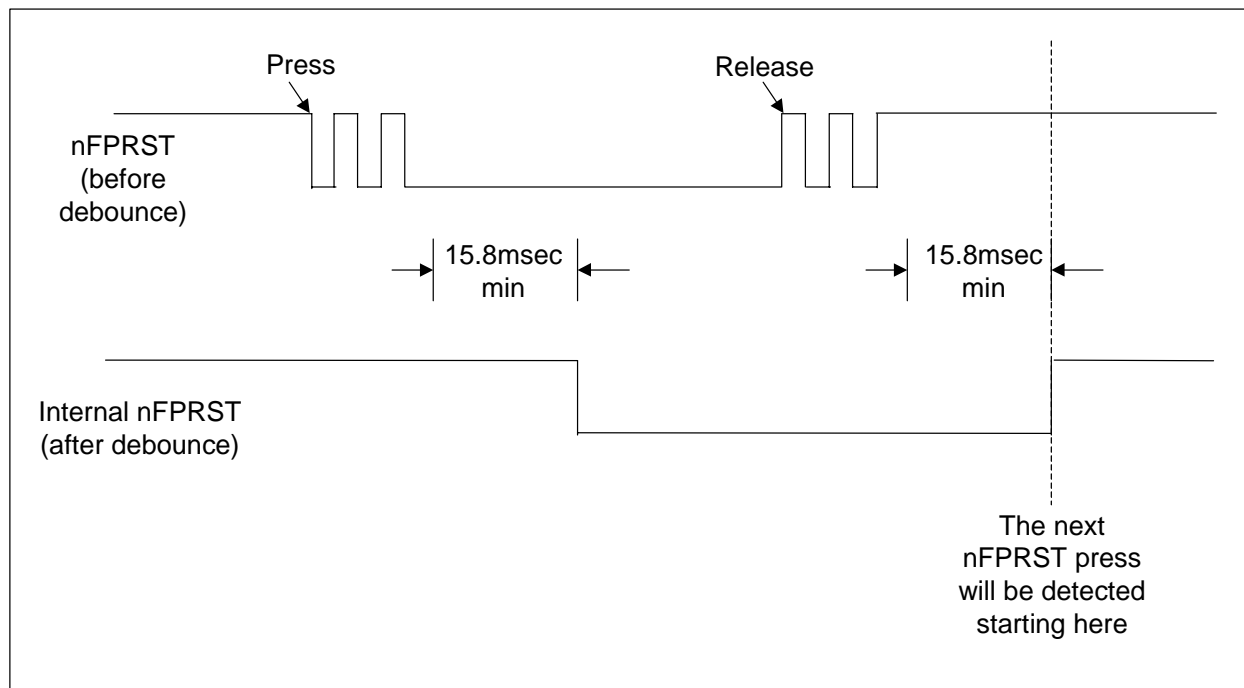 Press
Release
nFPRST
(before
debounce)
15.8msec
min
15.8msec
min
Internal nFPRST
(after debounce)
The next
nFPRST press
will be detected
starting here